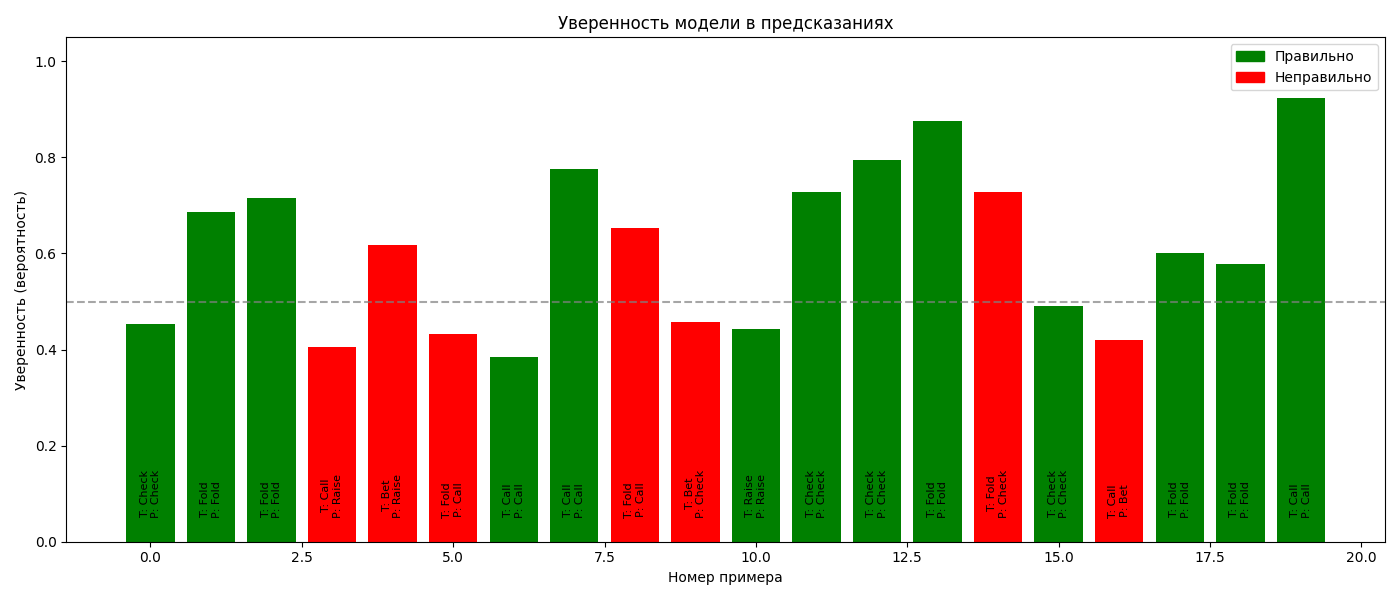 Уверенность модели в предсказаниях
Правильно
Неправильно
Уверенность (вероятность)
1.0
0.8
0.6
0.4
0.2
0.0
T: Check
P: Check
T: Fold
P: Fold
T: Fold
P: Fold
T: Call
P: Raise
T: Bet
P: Raise
T: Fold
P: Call
T: Call
P: Call
T: Call
P: Call
T: Fold
P: Call
T: Bet
P: Check
T: Raise
P: Raise
T: Check
P: Check
T: Check
P: Check
T: Fold
P: Fold
T: Fold
P: Check
T: Check
P: Check
T: Call
P: Bet
T: Fold
P: Fold
T: Fold
P: Fold
T: Call
P: Call
0.0 2.5 5.0 7.5 10.0 12.5 15.0 17.5 20.0
Номер примера